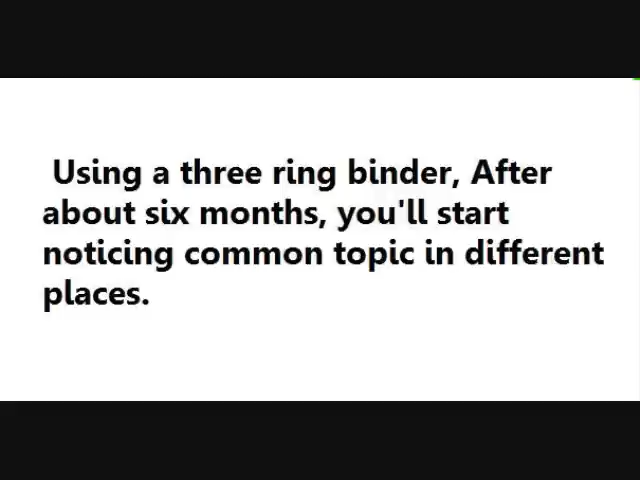 Using a three ring binder, After
about six months, you'll start
noticing common topic in different
places.